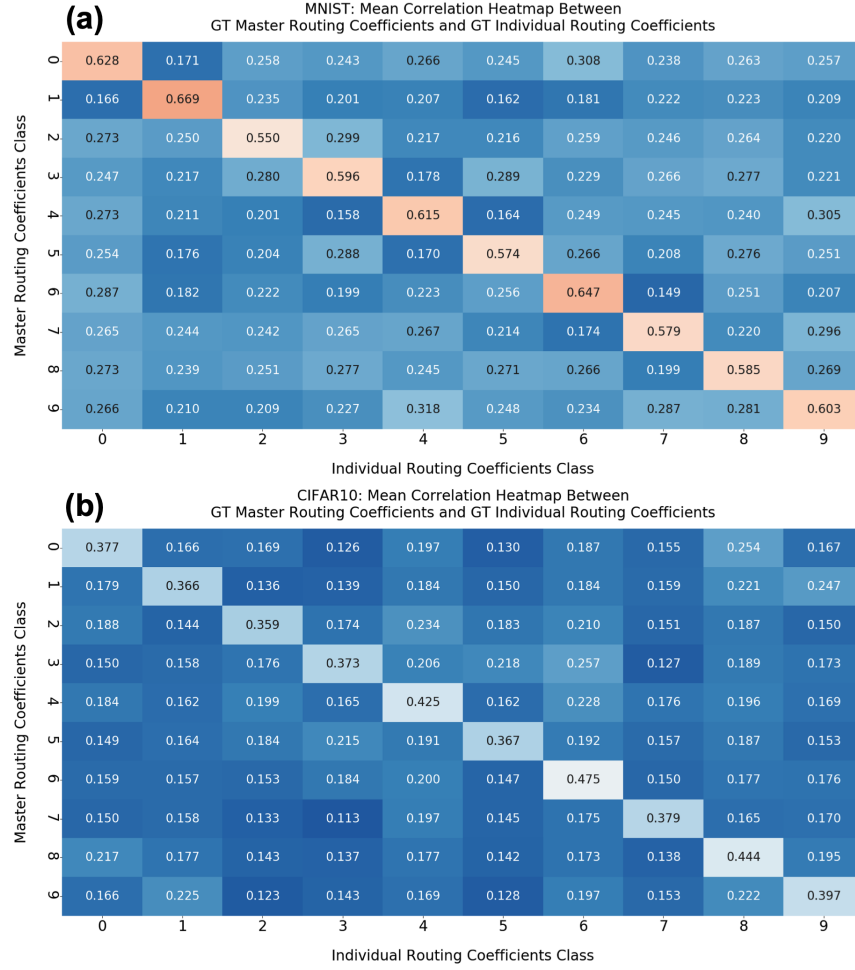 (a)
MNIST: Mean Correlation Heatmap Between
GT Master Routing Coefficients and GT Individual Routing Coefficients
Master Routing Coefficients Class
0 0.628 0.171 0.258 0.243 0.266 0.245 0.308 0.238 0.263 0.257
1 0.166 0.669 0.235 0.201 0.207 0.162 0.181 0.222 0.223 0.209
2 0.273 0.250 0.550 0.299 0.217 0.216 0.259 0.246 0.264 0.220
3 0.247 0.217 0.280 0.596 0.178 0.289 0.229 0.266 0.277 0.221
4 0.273 0.211 0.201 0.158 0.615 0.164 0.249 0.245 0.240 0.305
5 0.254 0.176 0.204 0.288 0.170 0.574 0.266 0.208 0.276 0.251
6 0.287 0.182 0.222 0.199 0.223 0.256 0.647 0.149 0.251 0.207
7 0.265 0.244 0.242 0.265 0.267 0.214 0.174 0.579 0.220 0.296
8 0.273 0.239 0.251 0.277 0.245 0.271 0.266 0.199 0.585 0.269
9 0.266 0.210 0.209 0.227 0.318 0.248 0.234 0.287 0.281 0.603
0 1 2 3 4 5 6 7 8 9
Individual Routing Coefficients Class
(b)
CIFAR10: Mean Correlation Heatmap Between
GT Master Routing Coefficients and GT Individual Routing Coefficients
Master Routing Coefficients Class
0 0.377 0.166 0.169 0.126 0.197 0.130 0.187 0.155 0.254 0.167
1 0.179 0.366 0.136 0.139 0.184 0.150 0.184 0.159 0.221 0.247
2 0.188 0.144 0.359 0.174 0.234 0.183 0.210 0.151 0.187 0.150
3 0.150 0.158 0.176 0.373 0.206 0.218 0.257 0.127 0.189 0.173
4 0.184 0.162 0.199 0.165 0.425 0.162 0.228 0.176 0.196 0.169
5 0.149 0.164 0.184 0.215 0.191 0.367 0.192 0.157 0.187 0.153
6 0.159 0.157 0.153 0.184 0.200 0.147 0.475 0.150 0.177 0.176
7 0.150 0.158 0.133 0.113 0.197 0.145 0.175 0.379 0.165 0.170
8 0.217 0.177 0.143 0.137 0.177 0.142 0.173 0.138 0.444 0.195
9 0.166 0.225 0.123 0.143 0.169 0.128 0.197 0.153 0.222 0.397
0 1 2 3 4 5 6 7 8 9
Individual Routing Coefficients Class